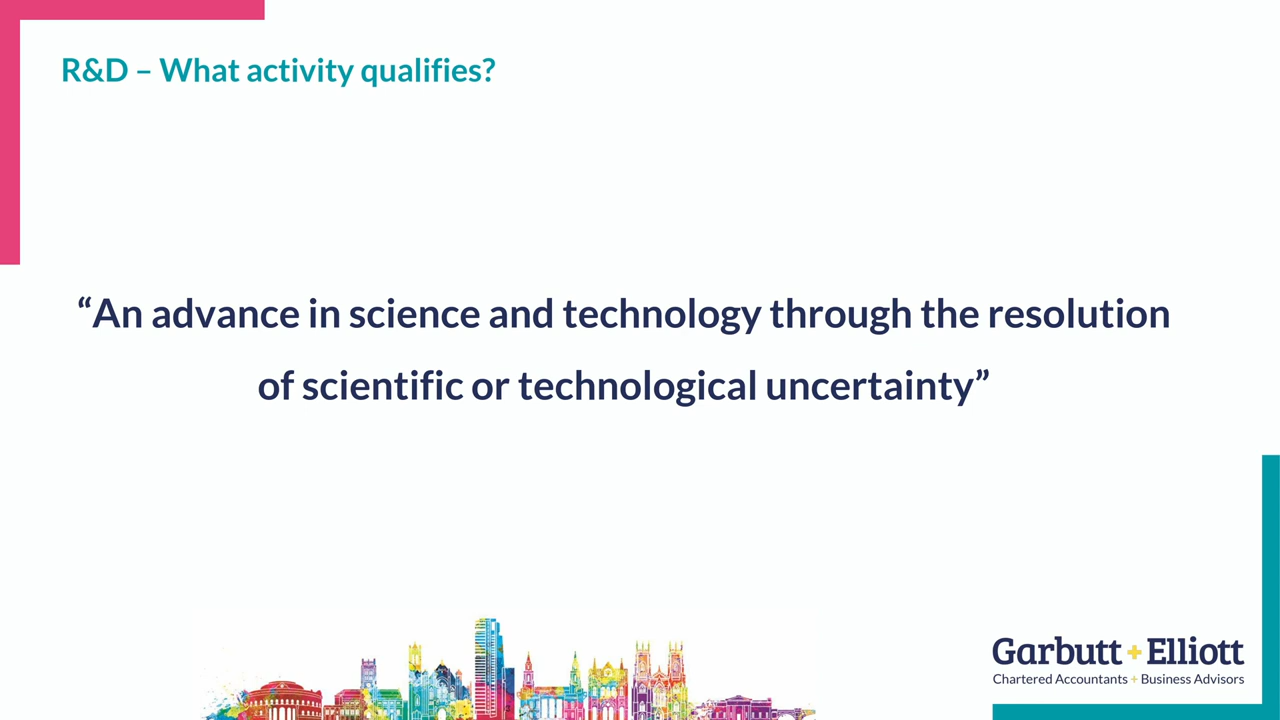 R&D – What activity qualifies?
“An advance in science and technology through the resolution
of scientific or technological uncertainty”
Garbutt + Elliott
Chartered Accountants + Business Advisors